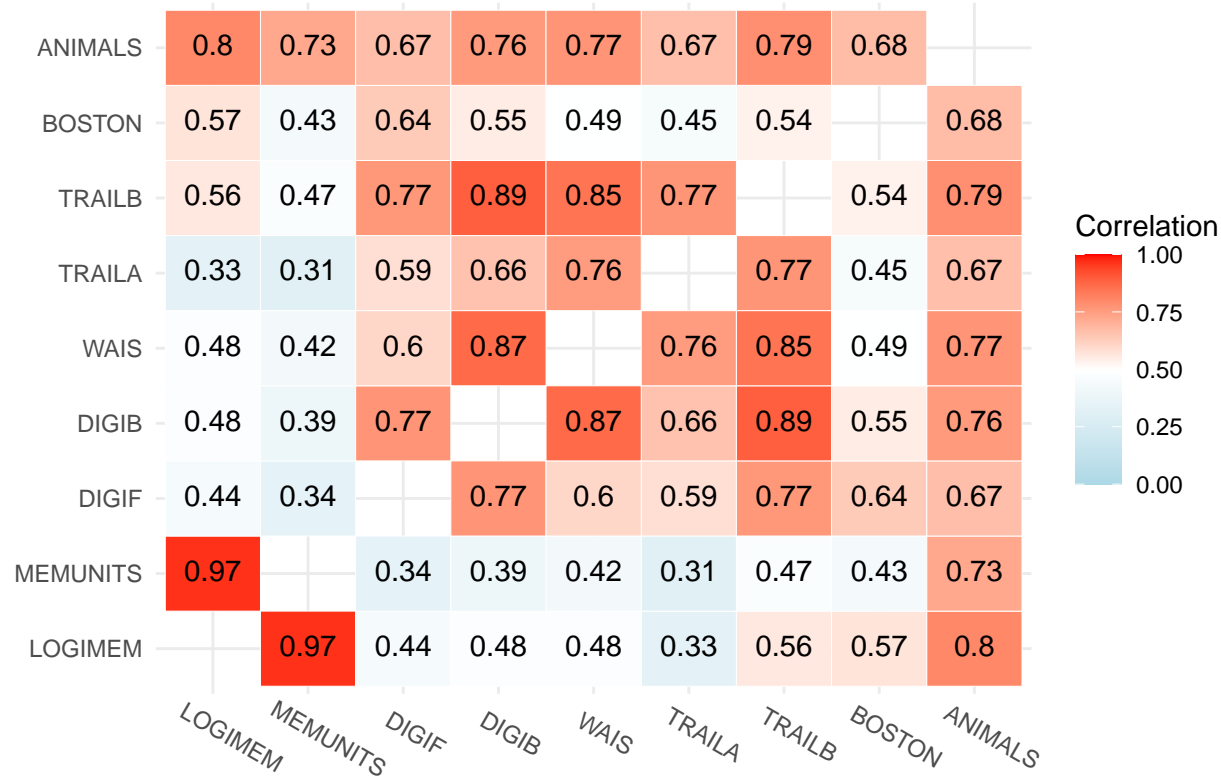 ANIMALS 0.8 0.73 0.67 0.76 0.77 0.67 0.79 0.68
BOSTON 0.57 0.43 0.64 0.55 0.49 0.45 0.54 0.68
TRAILB 0.56 0.47 0.77 0.89 0.85 0.77 0.54 0.79
TRAILA 0.33 0.31 0.59 0.66 0.76 0.77 0.45 0.67
WAIS 0.48 0.42 0.6 0.87 0.76 0.85 0.49 0.77
DIGIB 0.48 0.39 0.77 0.87 0.66 0.89 0.55 0.76
DIGIF 0.44 0.34 0.77 0.6 0.59 0.77 0.64 0.67
MEMUNITS 0.97 0.34 0.39 0.42 0.31 0.47 0.43 0.73
LOGIMEM 0.97 0.44 0.48 0.48 0.33 0.56 0.57 0.8
LOGIMEM MEMUNITS DIGIF DIGIB WAIS TRAILA TRAILB BOSTON ANIMALS
Correlation
1.00
0.75
0.50
0.25
0.00